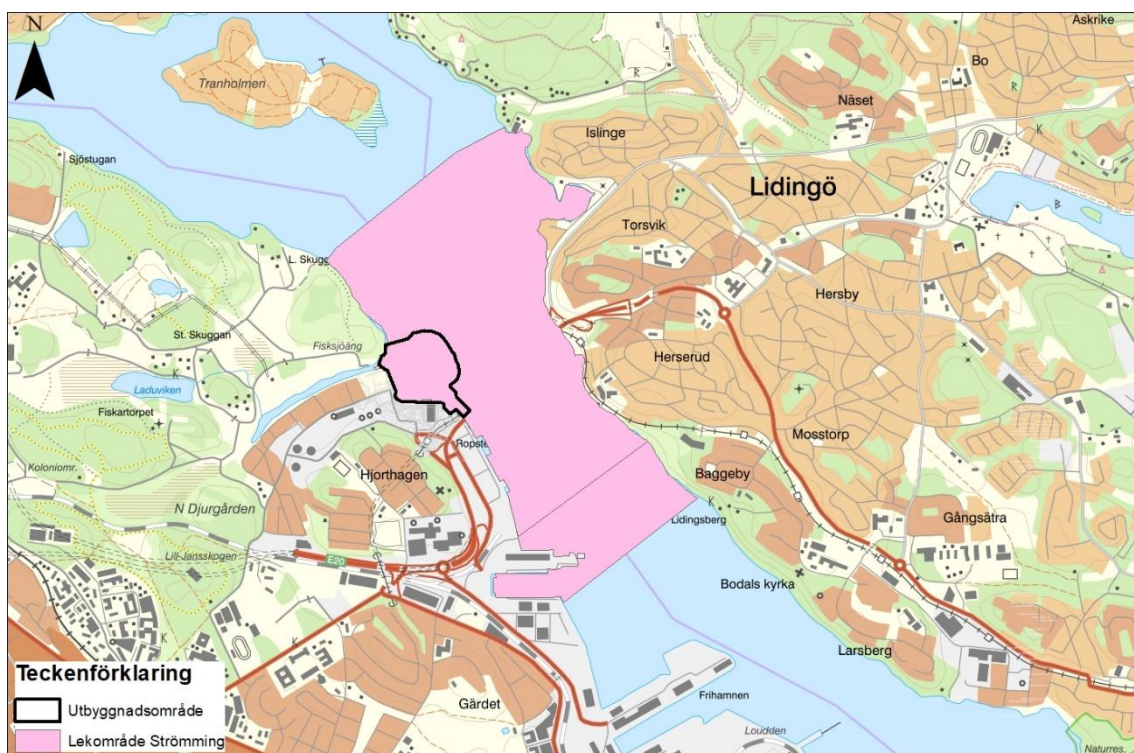 N
Askrike
Bo
Tranholmen
T
R
Näset
R
K
Islinge
Sjöstugan
Lidingö
B
Torsvik
L. Skugg
Hersby
St. Skuggan
Fisksjöäng
Herserud
K
Laduviken
Fiskartorpet
Mosstorp
Ropste
Koloniomr.
Hjorthagen
Baggeby
N Djurgården
K
Gångsätra
Lidingsberg
Lill-Jansskogen
E20
Bodals kyrka
K
K
Larsberg
Teckenförklaring
Utbyggnadsområde
Frihamnen
Gärdet
Loudden
Lekområde Strömming
Naturres.